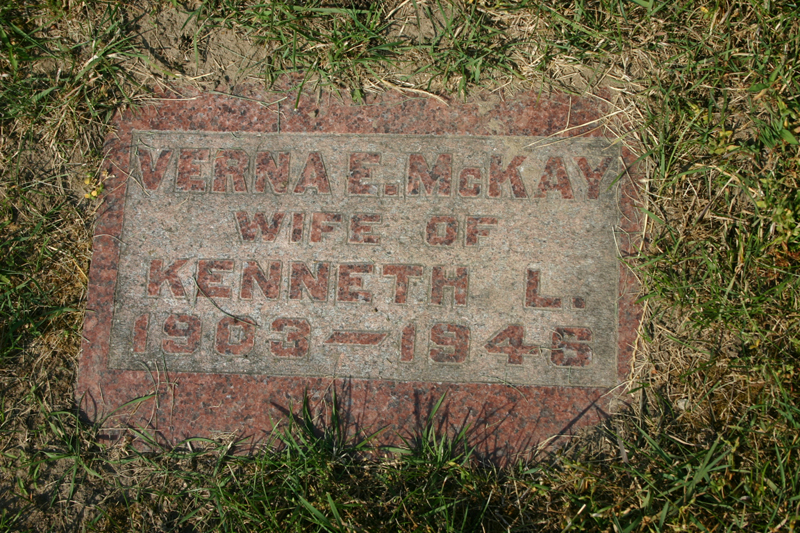 VERNA E. McKAY
WIFE OF
KENNETH L.
1903 — 1946